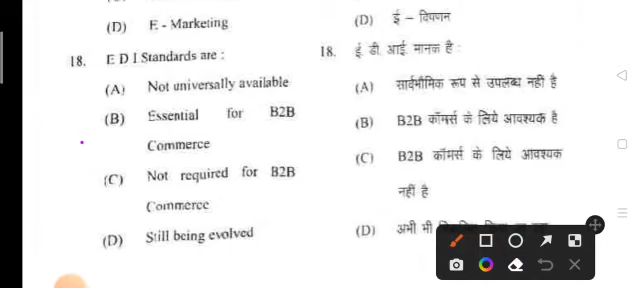 (D) E - Marketing
18. E D I Standards are :
(A) Not universally available
(B) Essential for B2B
Commerce
(C) Not required for B2B
Commerce
(D) Still being evolved
(D) ई – विपणन
18. ई. डी. आई मानक है :
(A) सार्वभौमिक रूप से उपलब्ध नही है
(B) B2B कॉमर्स के लिये आवश्यक है
(C) B2B कॉमर्स के लिये आवश्यक
नहीं है
(D) अभी भी